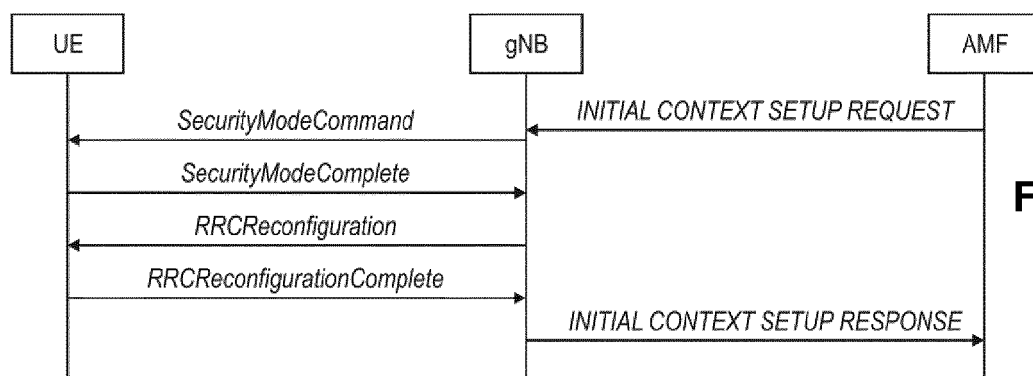 UE
gNB
AMF
INITIAL CONTEXT SETUP REQUEST
SecurityModeCommand
SecurityModeComplete
F
RRCReconfiguration
RRCReconfigurationComplete
INITIAL CONTEXT SETUP RESPONSE